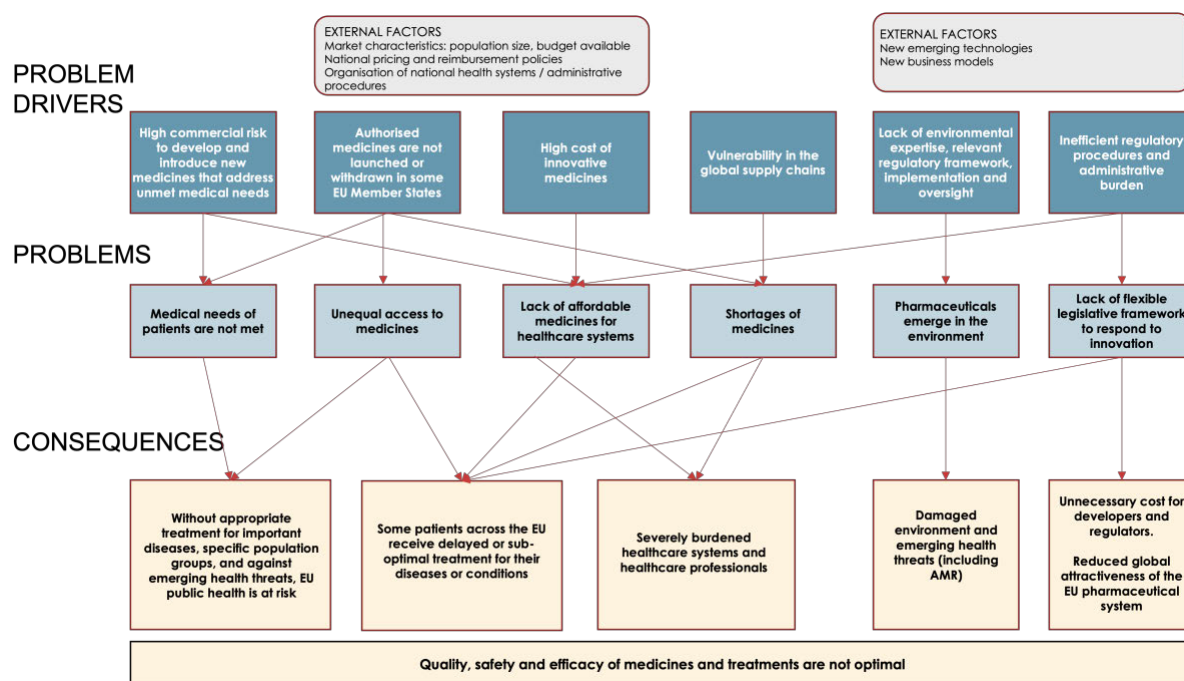 EXTERNAL FACTORS
Market characteristics: population size, budget available
National pricing and reimbursement policies
Organisation of national health systems / administrative
procedures
EXTERNAL FACTORS
New emerging technologies
New business models
PROBLEM
DRIVERS
High commercial risk
to develop and
introduce new
medicines that address
unmet medical needs
Authorised
medicines are not
launched or
withdrawn in some
EU Member States
High cost of
innovative
medicines
Vulnerability in the
global supply chains
Lack of environmental
expertise, relevant
regulatory framework,
implementation and
oversight
Inefficient regulatory
procedures and
administrative
burden
PROBLEMS
Medical needs of
patients are not met
Unequal access to
medicines
Lack of affordable
medicines for
healthcare systems
Shortages of
medicines
Pharmaceuticals
emerge in the
environment
Lack of flexible
legislative framework
to respond to
innovation
CONSEQUENCES
Without appropriate
treatment for important
diseases, specific population
groups, and against
emerging health threats, EU
public health is at risk
Some patients across the EU
receive delayed or sub-
optimal treatment for their
diseases or conditions
Severely burdened
healthcare systems and
healthcare professionals
Damaged
environment and
emerging health
threats (including
AMR)
Unnecessary cost for
developers and
regulators.
Reduced global
attractiveness of the
EU pharmaceutical
system
Quality, safety and efficacy of medicines and treatments are not optimal